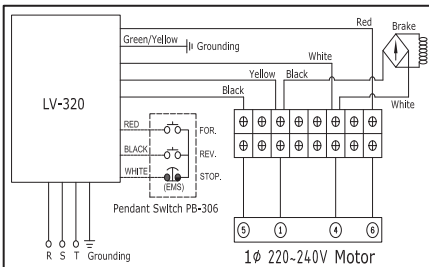 Red
Brake
Green/Yellow
Grounding
White
Yellow
Black
LV-320
Black
White
RED
FOR.
BLACK
REV.
WHITE
STOP.
(EMS)
Pendant Switch PB-306
5
1
4
6
R S T Grounding
1ø 220~240V Motor